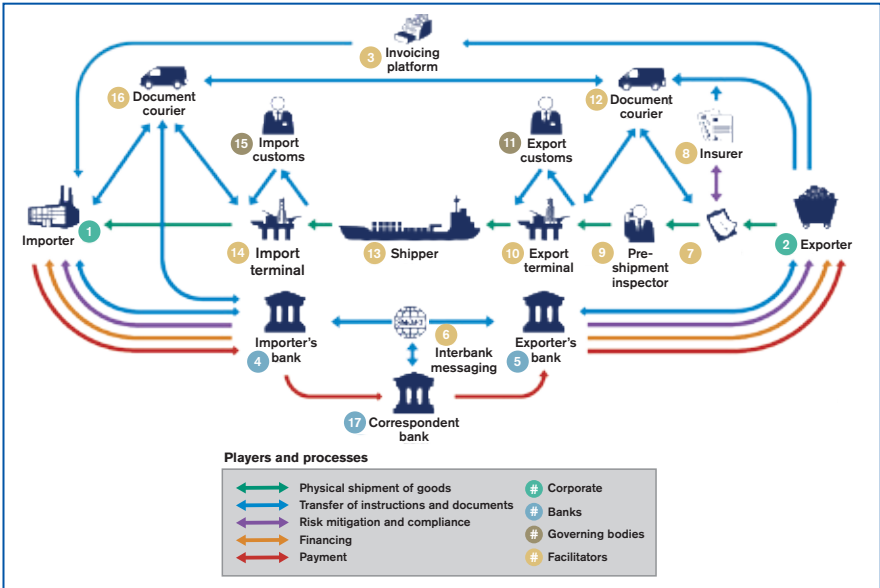 3
Invoicing
platform
16
Document
courier
12
Document
courier
15
Import
customs
11
Export
customs
8
Insurer
Importer
1
14
Import
terminal
13
Shipper
10
Export
terminal
9
Pre-
shipment
inspector
7
2
Exporter
Importer's
bank
4
6
Interbank
messaging
Exporter's
bank
5
17
Correspondent
bank
Players and processes
Physical shipment of goods
Transfer of instructions and documents
Risk mitigation and compliance
Financing
Payment
# Corporate
# Banks
# Governing bodies
# Facilitators